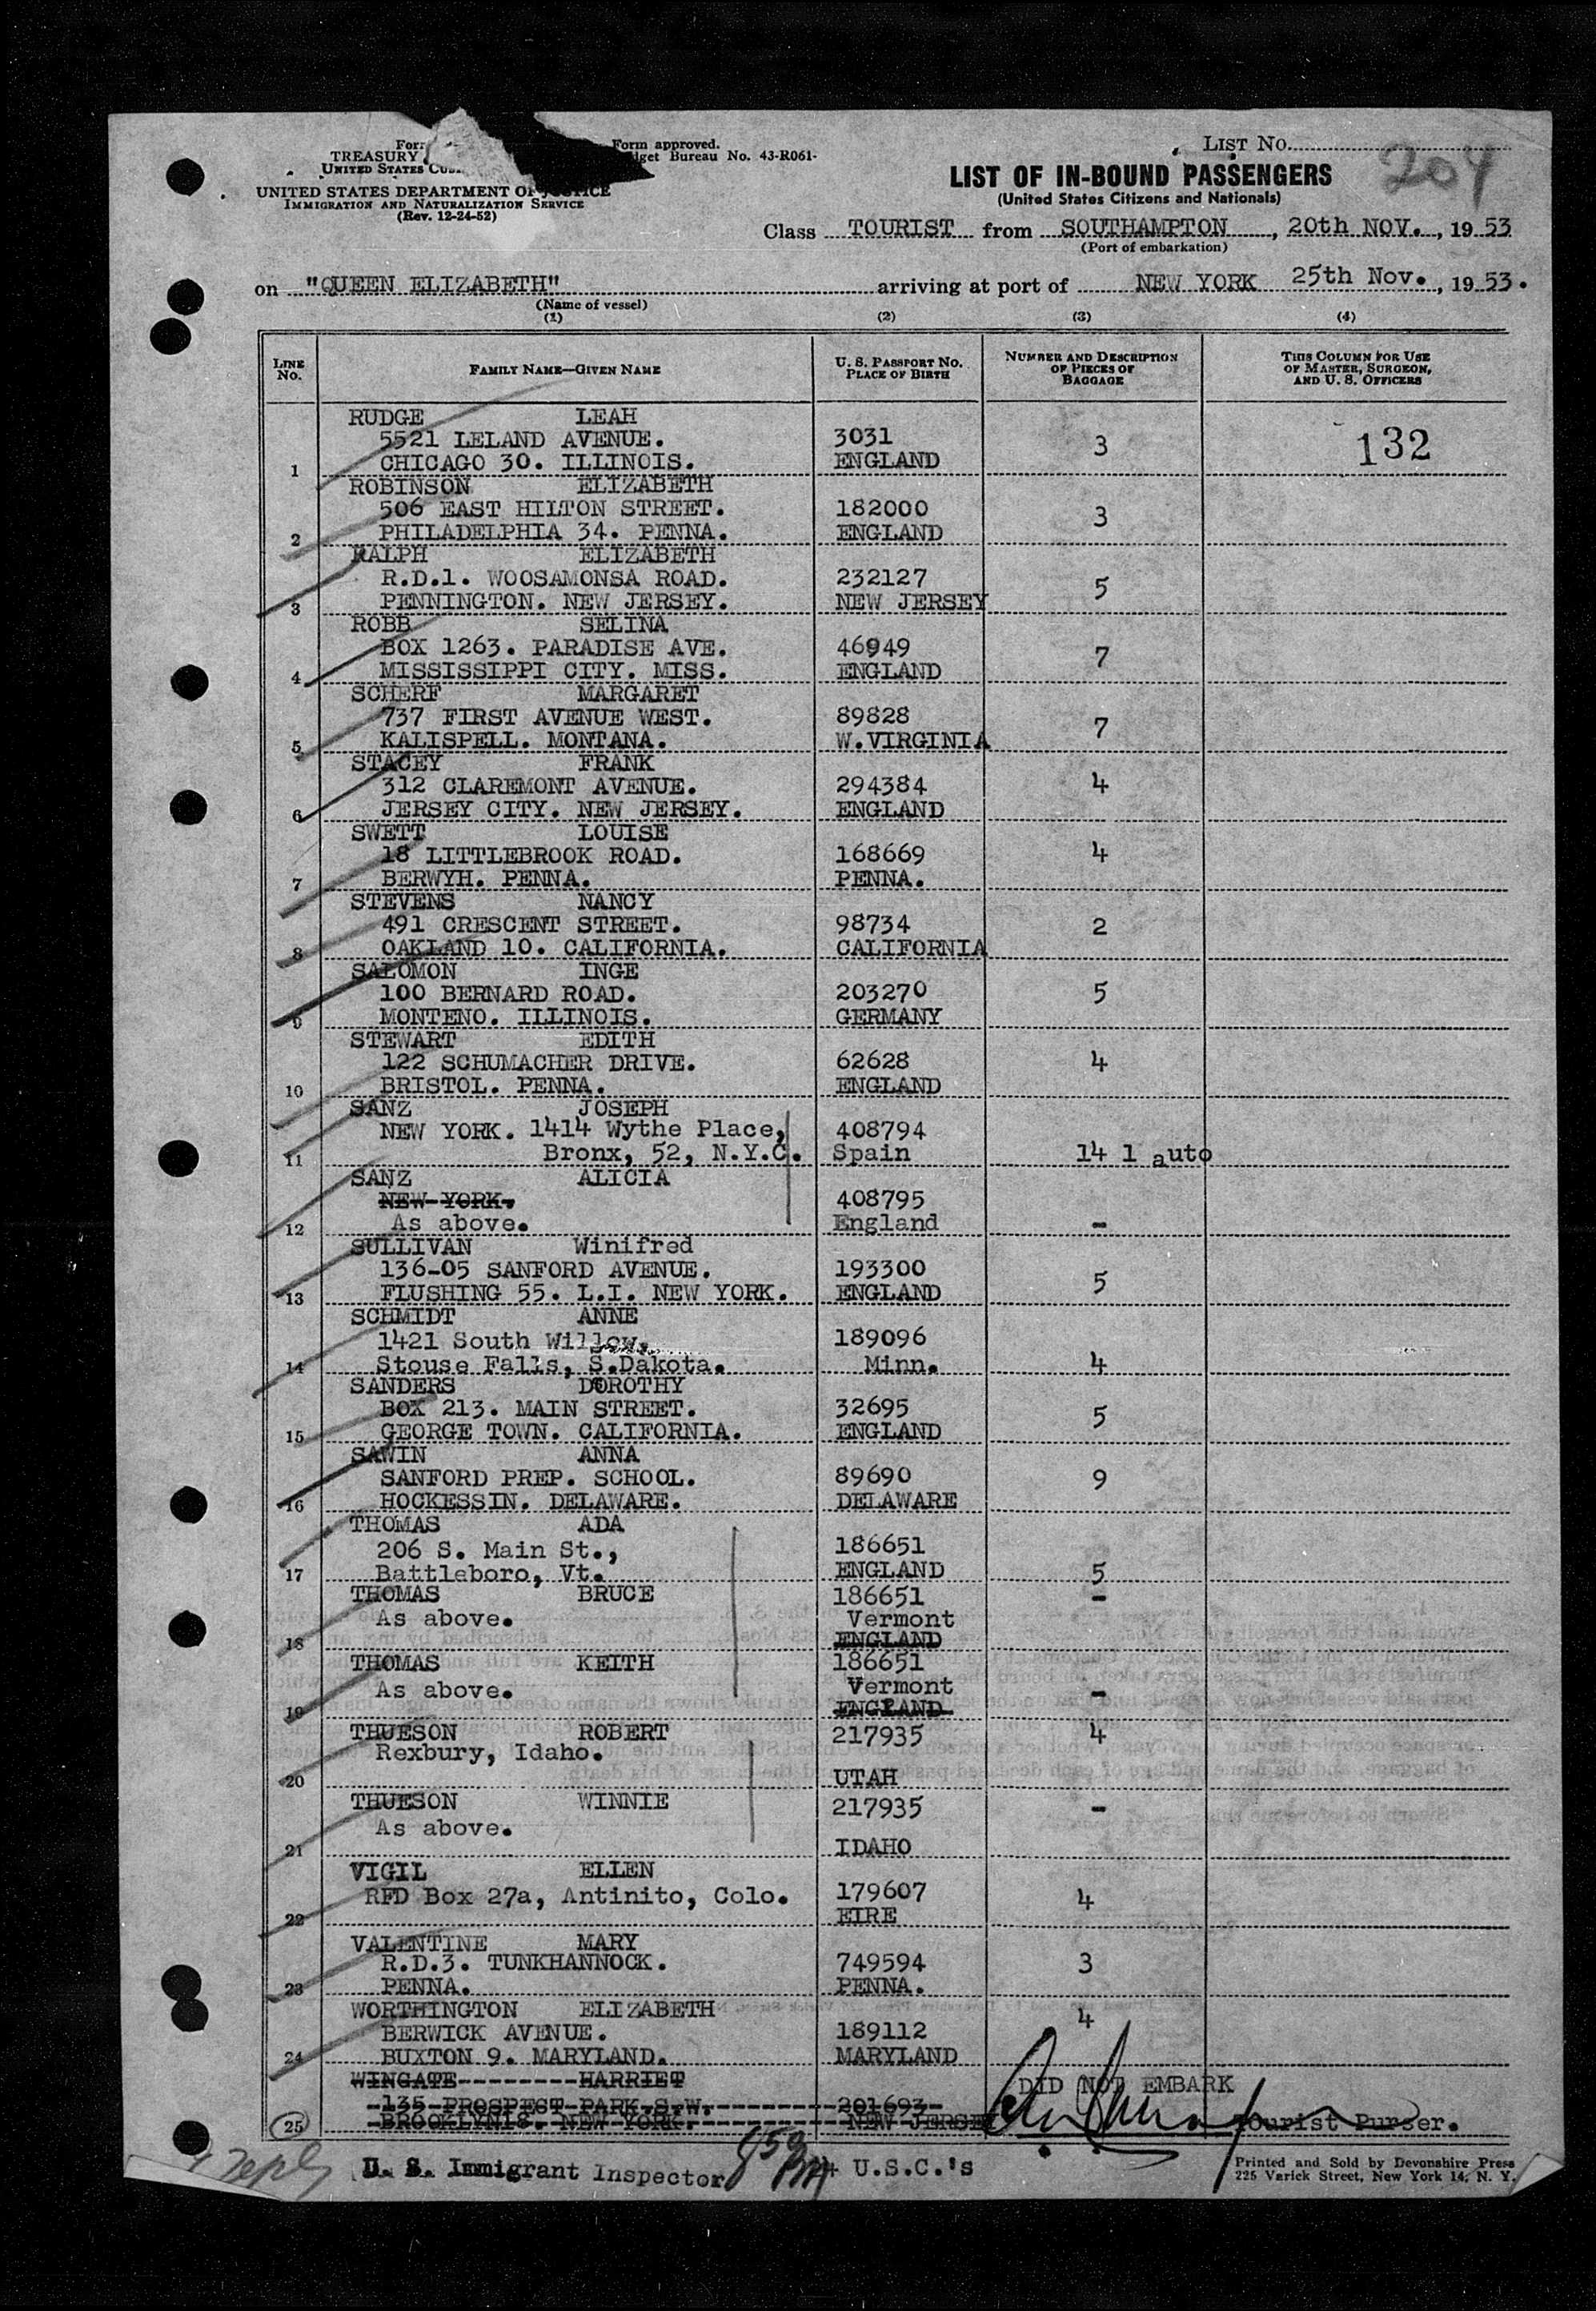 Form approved.
TREASURY
Budget Bureau No. 43-R061-
UNITED STATES
UNITED STATES DEPARTMENT OF JUSTICE
IMMIGRATION AND NATURALIZATION SERVICE
(Rev. 12-24-52)
LIST No.
204
LIST OF IN-BOUND PASSENGERS
(United States Citizens and Nationals)
Class TOURIST from SOUTHAMPTON, 20th NOV., 1953
(Port of embarkation)
on "QUEEN ELIZABETH" arriving at port of NEW YORK 25th Nov., 1953.
(Name of vessel)
(1) (2) (3) (4)
LINE No. FAMILY NAME—GIVEN NAME U. S. PASSPORT NO. PLACE OF BIRTH NUMBER AND DESCRIPTION OF PIECES OF BAGGAGE THIS COLUMN FOR USE OF MASTER, SURGEON, AND U. S. OFFICERS
RUDGE LEAH
5521 LELAND AVENUE. 3031 3 132
1 CHICAGO 30. ILLINOIS. ENGLAND
ROBINSON ELIZABETH
506 EAST HILTON STREET. 182000 3
2 PHILADELPHIA 34. PENNA. ENGLAND
RALPH ELIZABETH
R.D.1. WOOSAMONSA ROAD. 232127 5
3 PENNINGTON. NEW JERSEY. NEW JERSEY
ROBB SELINA
BOX 1263. PARADISE AVE. 46949 7
4 MISSISSIPPI CITY. MISS. ENGLAND
SCHERF MARGARET
737 FIRST AVENUE WEST. 89828 7
5 KALISPELL. MONTANA. W.VIRGINIA
STACEY FRANK
312 CLAREMONT AVENUE. 294384 4
6 JERSEY CITY. NEW JERSEY. ENGLAND
SWETT LOUISE
18 LITTLEBROOK ROAD. 168669 4
7 BERWYH. PENNA. PENNA.
STEVENS NANCY
491 CRESCENT STREET. 98734 2
8 OAKLAND 10. CALIFORNIA. CALIFORNIA
SALOMON INGE
100 BERNARD ROAD. 203270 5
9 MONTENO. ILLINOIS. GERMANY
STEWART EDITH
122 SCHUMACHER DRIVE. 62628 4
10 BRISTOL. PENNA. ENGLAND
SANZ JOSEPH
NEW YORK. 1414 Wythe Place, 408794
11 Bronx, 52, N.Y.C. Spain 14 1 auto
SANZ ALICIA
NEW YORK. 408795
12 As above. England -
SULLIVAN Winifred
136-05 SANFORD AVENUE. 193300 5
13 FLUSHING 55. L.I. NEW YORK. ENGLAND
SCHMIDT ANNE
1421 South Willow, 189096
14 Stouse Falls, S.Dakota. Minn. 4
SANDERS DOROTHY
BOX 213. MAIN STREET. 32695 5
15 GEORGE TOWN. CALIFORNIA. ENGLAND
SAWIN ANNA
SANFORD PREP. SCHOOL. 89690 9
16 HOCKESSIN. DELAWARE. DELAWARE
THOMAS ADA
206 S. Main St., 186651
17 Battleboro, Vt. ENGLAND 5
THOMAS BRUCE 186651 -
As above. Vermont
18 ENGLAND
THOMAS KEITH 186651
As above. Vermont -
19 ENGLAND
THUESON ROBERT 217935 4
Rexbury, Idaho.
20 UTAH
THUESON WINNIE 217935 -
As above.
21 IDAHO
VIGIL ELLEN
RFD Box 27a, Antinito, Colo. 179607 4
22 EIRE
VALENTINE MARY
R.D.3. TUNKHANNOCK. 749594 3
23 PENNA. PENNA.
WORTHINGTON ELIZABETH 4
BERWICK AVENUE. 189112
24 BUXTON 9. MARYLAND. MARYLAND
WINGATE HARRIET DID NOT EMBARK
135 PROSPEST PARK.S.W. 201693
25 BROOKLYN18. NEW YORK. NEW JERSEY Tourist Purser.
U. S. Immigrant Inspector U.S.C.'s
Printed and Sold by Devonshire Press
225 Varick Street, New York 14, N. Y.